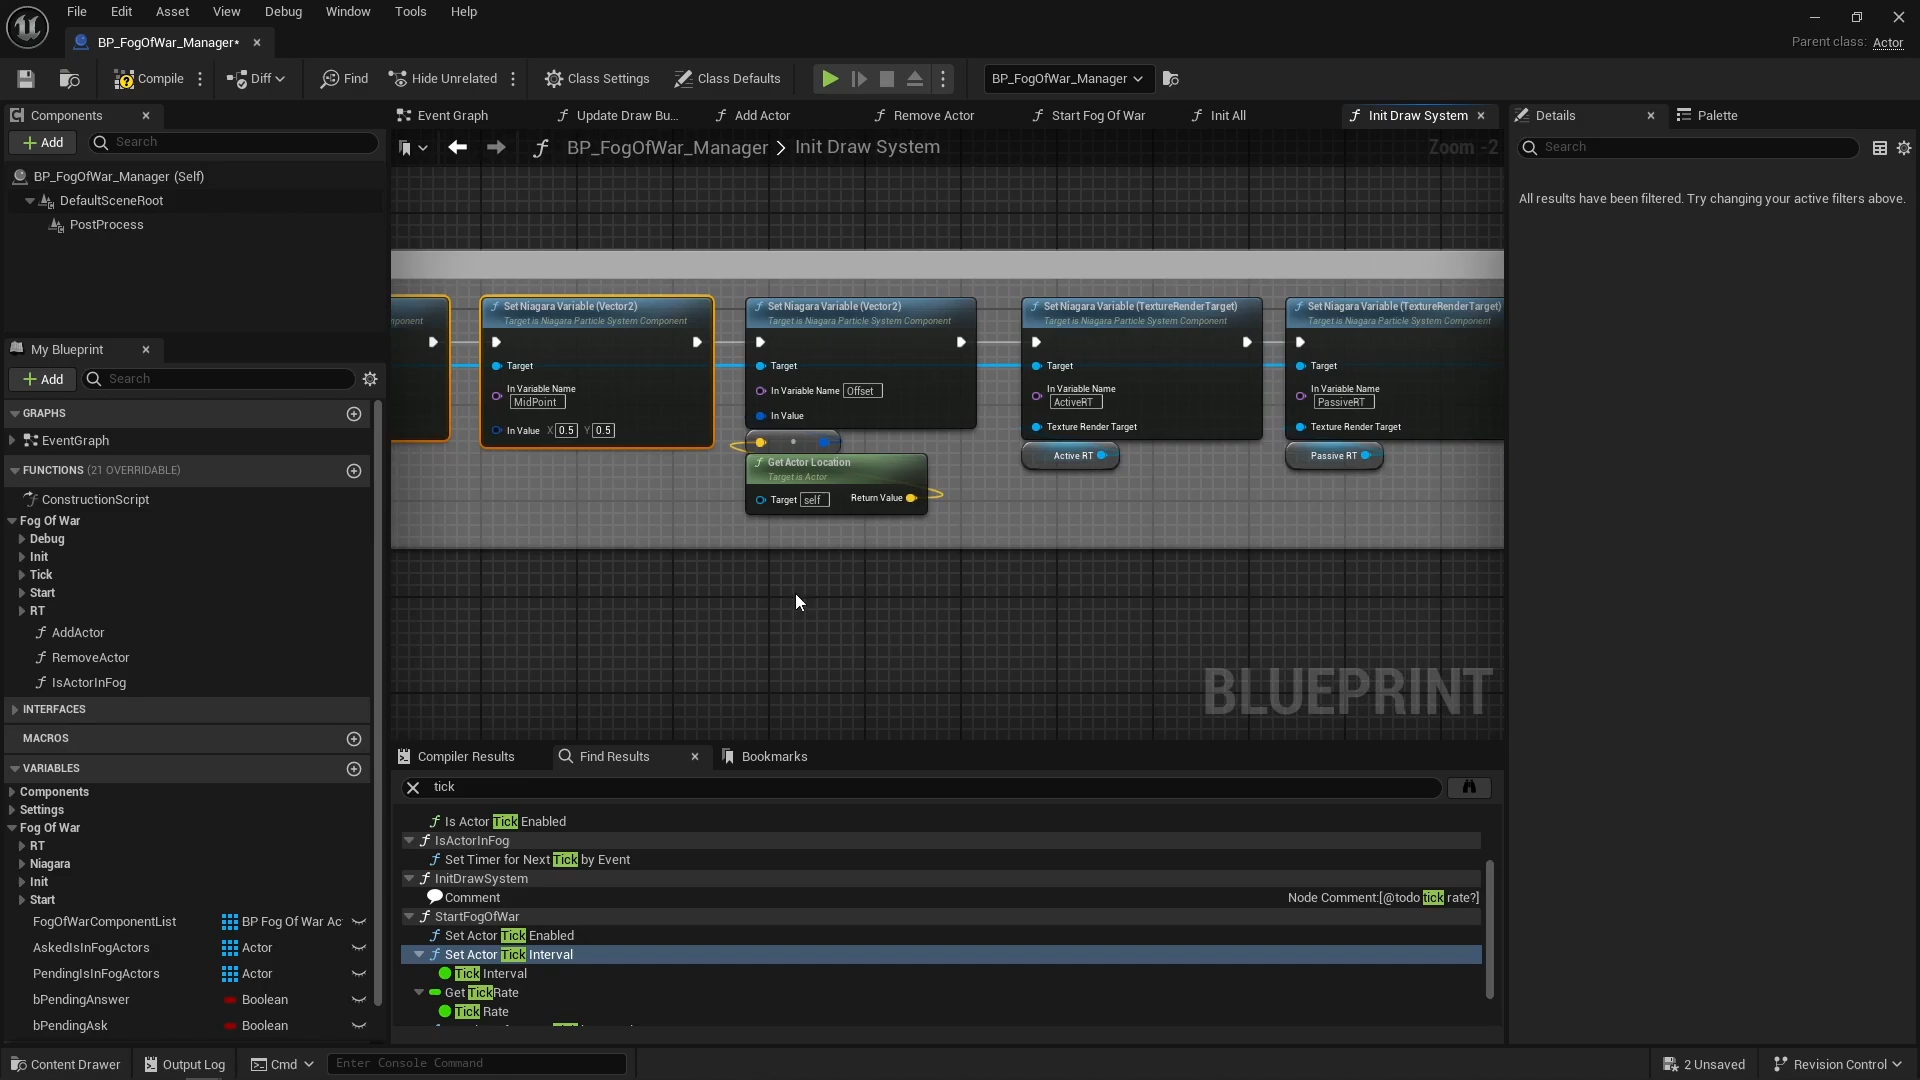 File Edit Asset View Debug Window Tools Help
BP_FogOfWar_Manager*
Parent class: Actor
Compile Diff Find Hide Unrelated Class Settings Class Defaults BP_FogOfWar_Manager
Components
Add Search
BP_FogOfWar_Manager (Self)
DefaultSceneRoot
PostProcess
My Blueprint
Add Search
GRAPHS
EventGraph
FUNCTIONS (21 OVERRIDABLE)
ConstructionScript
Fog Of War
Debug
Init
Tick
Start
RT
AddActor
RemoveActor
IsActorInFog
INTERFACES
MACROS
VARIABLES
Components
Settings
Fog Of War
RT
Niagara
Init
Start
FogOfWarComponentList BP Fog Of War Ac
AskedIsInFogActors Actor
PendingIsInFogActors Actor
bPendingAnswer Boolean
bPendingAsk Boolean
Event Graph Update Draw Bu... Add Actor Remove Actor Start Fog Of War Init All Init Draw System
BP_FogOfWar_Manager > Init Draw System
Zoom -2
ponent
Set Niagara Variable (Vector2)
Target is Niagara Particle System Component
Target
In Variable Name
MidPoint
In Value X 0.5 Y 0.5
Set Niagara Variable (Vector2)
Target is Niagara Particle System Component
Target
In Variable Name Offset
In Value
Get Actor Location
Target is Actor
Target self Return Value
Set Niagara Variable (TextureRenderTarget)
Target is Niagara Particle System Component
Target
In Variable Name
ActiveRT
Texture Render Target
Active RT
Set Niagara Variable (TextureRenderTarget)
Target is Niagara Particle System Component
Target
In Variable Name
PassiveRT
Texture Render Target
Passive RT
BLUEPRINT
Compiler Results Find Results Bookmarks
tick
Is Actor Tick Enabled
IsActorInFog
Set Timer for Next Tick by Event
InitDrawSystem
Comment Node Comment:[@todo tick rate?]
StartFogOfWar
Set Actor Tick Enabled
Set Actor Tick Interval
Tick Interval
Get TickRate
Tick Rate
Details Palette
Search
All results have been filtered. Try changing your active filters above.
Content Drawer Output Log Cmd Enter Console Command 2 Unsaved Revision Control